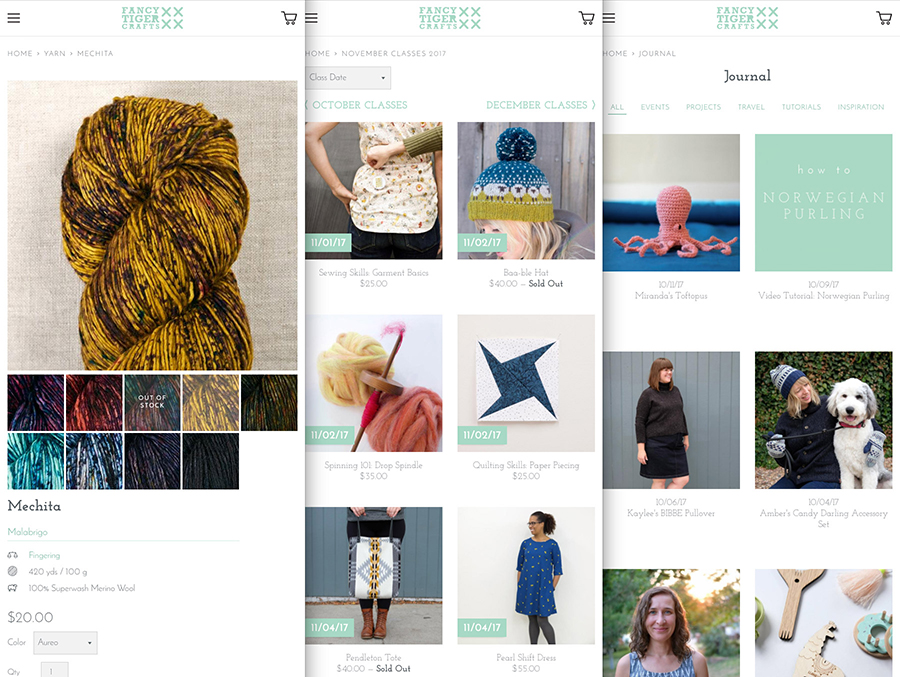 FANCY
TIGER
CRAFTS
HOME > YARN > MECHITA
OUT OF
STOCK
Mechita
Malabrigo
Fingering
420 yds / 100 g
100% Superwash Merino Wool
$20.00
Color
Aureo
Qty
1
FANCY
TIGER
CRAFTS
HOME > NOVEMBER CLASSES 2017
Class Date
⟨ OCTOBER CLASSES
DECEMBER CLASSES ⟩
11/01/17
Sewing Skills: Garment Basics
$25.00
11/02/17
Baa-ble Hat
$40.00 – Sold Out
11/02/17
Spinning 101: Drop Spindle
$35.00
11/02/17
Quilting Skills: Paper Piecing
$25.00
11/04/17
Pendleton Tote
$40.00 – Sold Out
11/04/17
Pearl Shift Dress
$55.00
FANCY
TIGER
CRAFTS
HOME > JOURNAL
Journal
ALL
EVENTS
PROJECTS
TRAVEL
TUTORIALS
INSPIRATION
10/11/17
Miranda's Toftopus
how to
NORWEGIAN
PURLING
10/09/17
Video Tutorial: Norwegian Purling
10/06/17
Kaylee's BIBBE Pullover
10/04/17
Amber's Candy Darling Accessory
Set